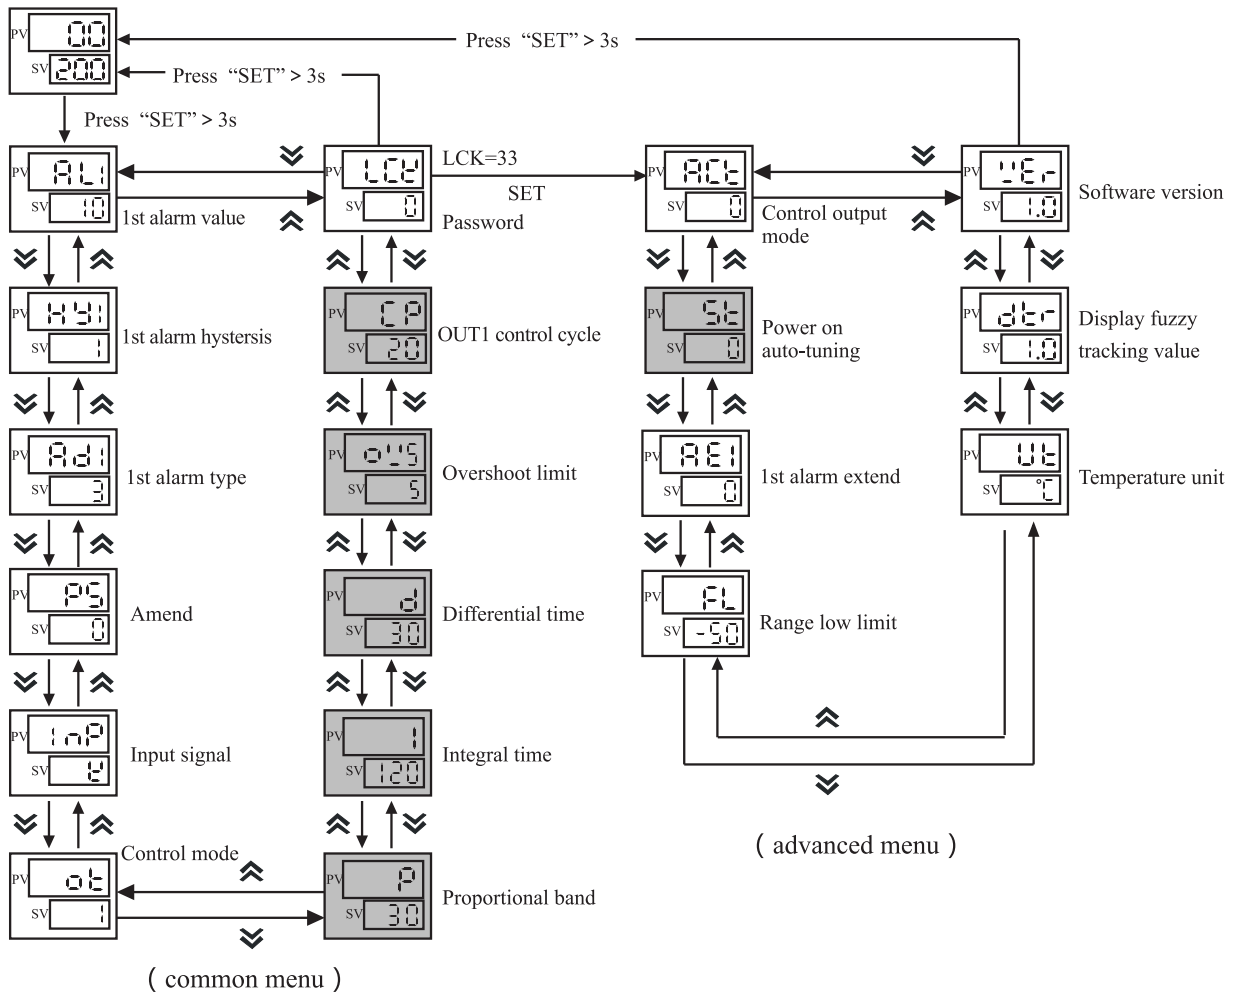 PV 00
SV 200
Press “SET” > 3s
Press “SET” > 3s
Press “SET” > 3s
PV AL1
SV 10
1st alarm value
PV HY1
SV 1
1st alarm hystersis
PV Ad1
SV 3
1st alarm type
PV PS
SV 0
Amend
PV InP
SV K
Input signal
PV ot
SV 1
Control mode
PV LCK
SV 0
Password
LCK=33
SET
PV CP
SV 20
OUT1 control cycle
PV ovS
SV 5
Overshoot limit
PV d
SV 30
Differential time
PV I
SV 120
Integral time
PV P
SV 30
Proportional band
( common menu )
PV ACt
SV 0
Control output
mode
PV St
SV 0
Power on
auto-tuning
PV AE1
SV 0
1st alarm extend
PV FL
SV -50
Range low limit
PV vEr
SV 1.0
Software version
PV dtr
SV 1.0
Display fuzzy
tracking value
PV Ut
SV °C
Temperature unit
( advanced menu )